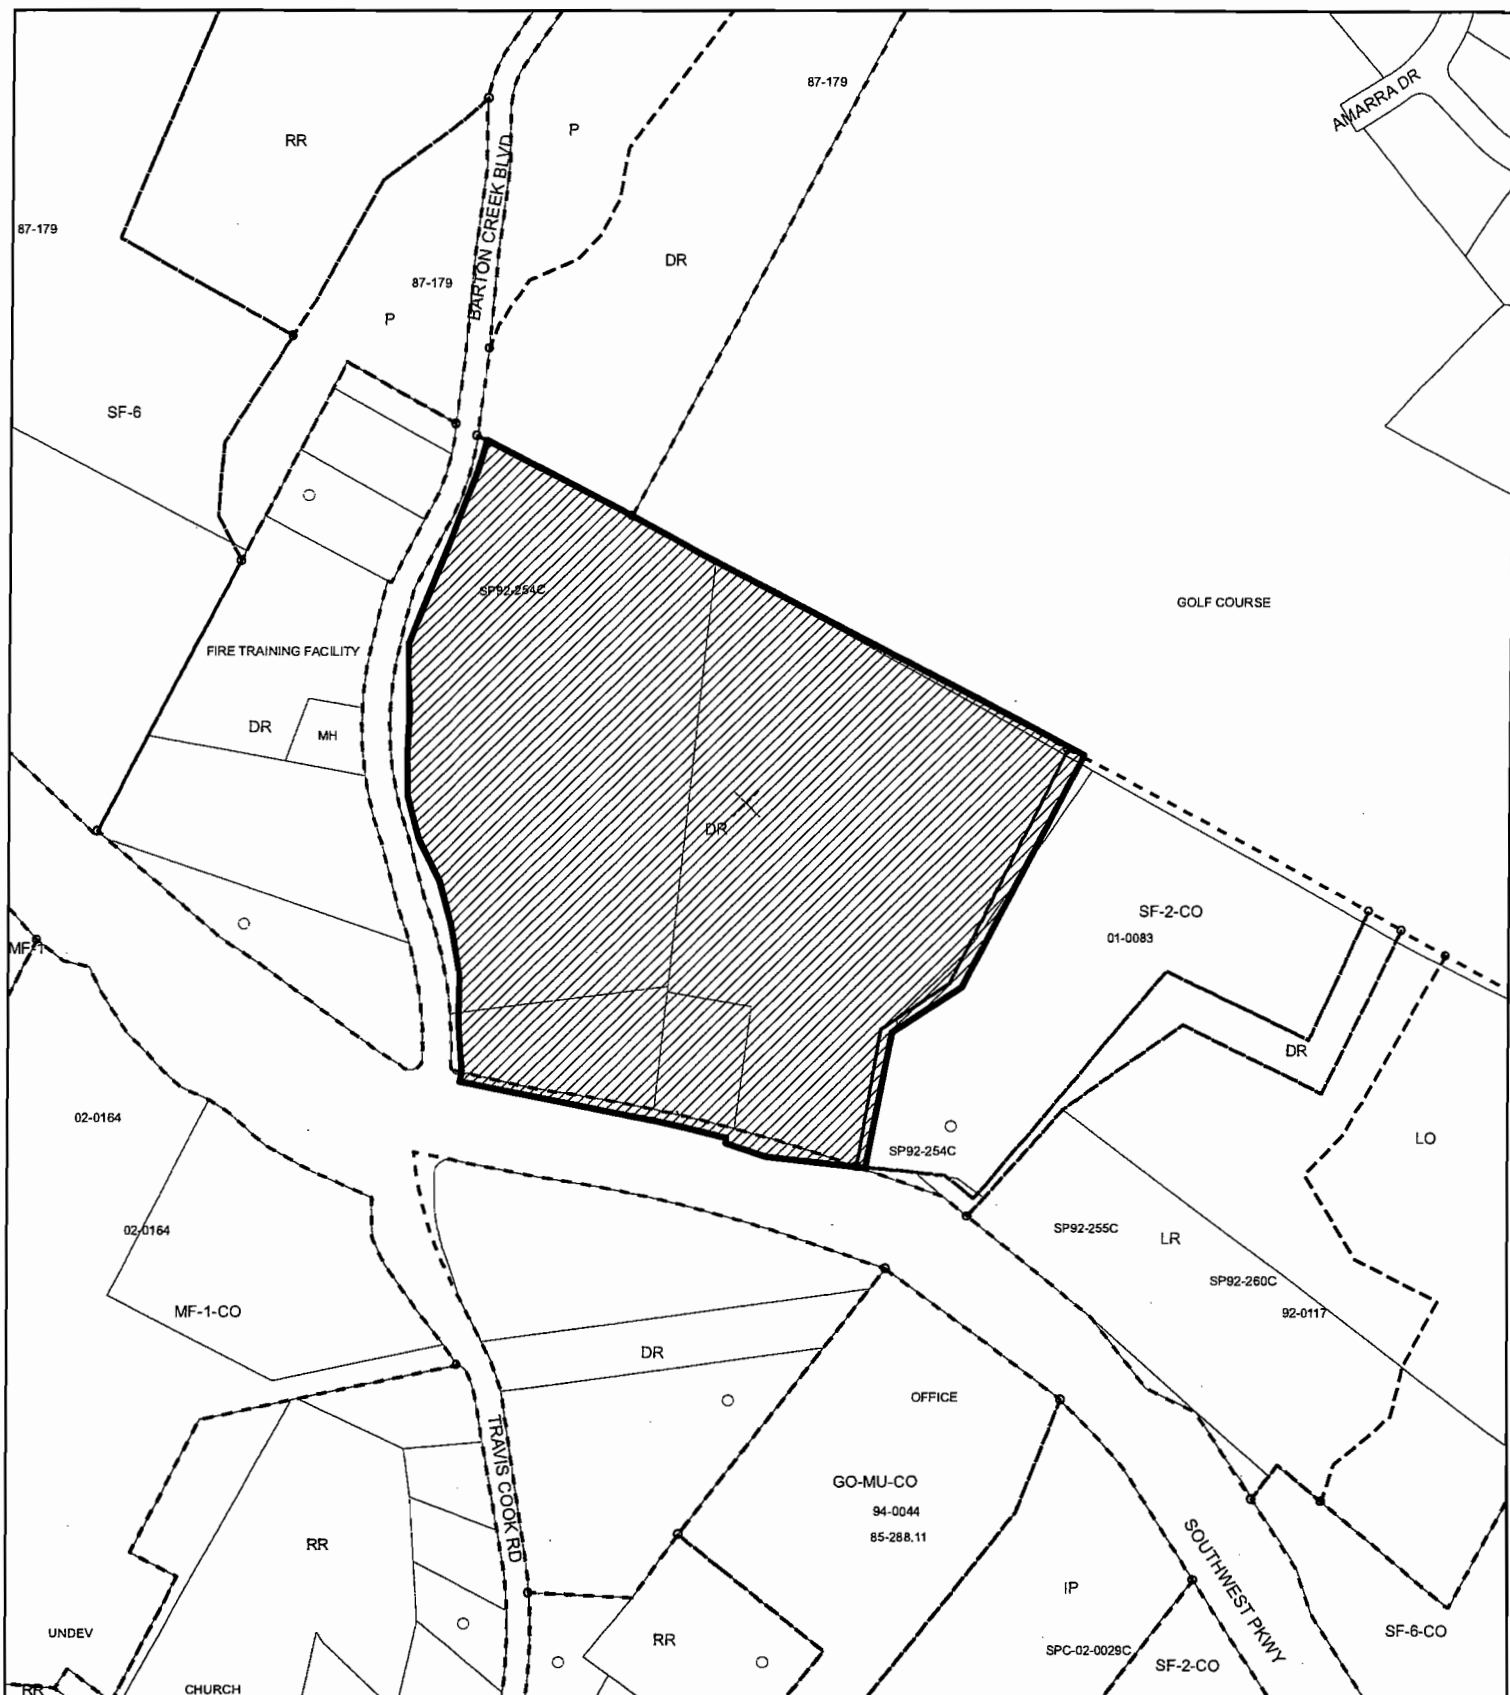 87-179
AMARRA DR
P
RR
BARTON CREEK BLVD
87-179
DR
87-179
P
SF-6
SP92-254C
GOLF COURSE
FIRE TRAINING FACILITY
DR
MH
DR
SF-2-CO
01-0083
MF-1
DR
02-0164
LO
SP92-254C
02-0164
SP92-255C
LR
SP92-260C
MF-1-CO
92-0117
DR
OFFICE
TRAVIS COOK RD
GO-MU-CO
94-0044
85-288.11
RR
SOUTHWEST PKWY
IP
UNDEV
RR
SF-6-CO
SPC-02-0029C
SF-2-CO
RR
CHURCH